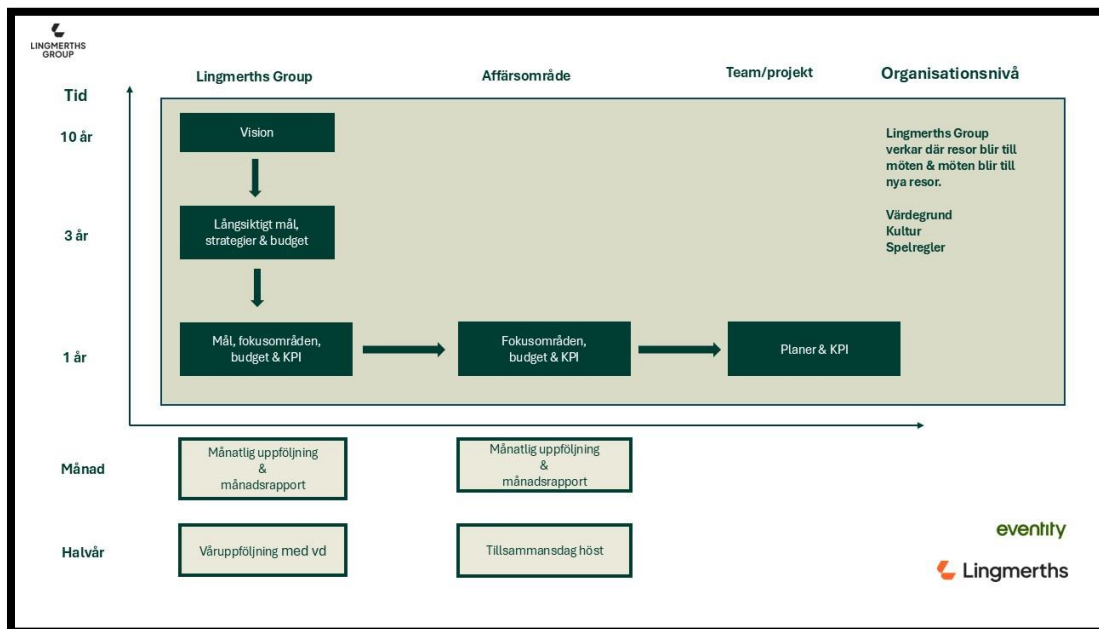 LINGMERTHS
GROUP
Lingmerths Group
Affärsområde
Team/projekt
Organisationsnivå
Tid
10 år
Vision
Lingmerths Group
verkar där resor blir till
möten & möten blir till
nya resor.
Värdegrund
Kultur
Spelregler
3 år
Långsiktigt mål,
strategier & budget
1 år
Mål, fokusområden,
budget & KPI
Fokusområden,
budget & KPI
Planer & KPI
Månad
Månatlig uppföljning
&
månadsrapport
Månatlig uppföljning
&
månadsrapport
Halvår
Våruppföljning med vd
Tillsammansdag höst
eventity
Lingmerths